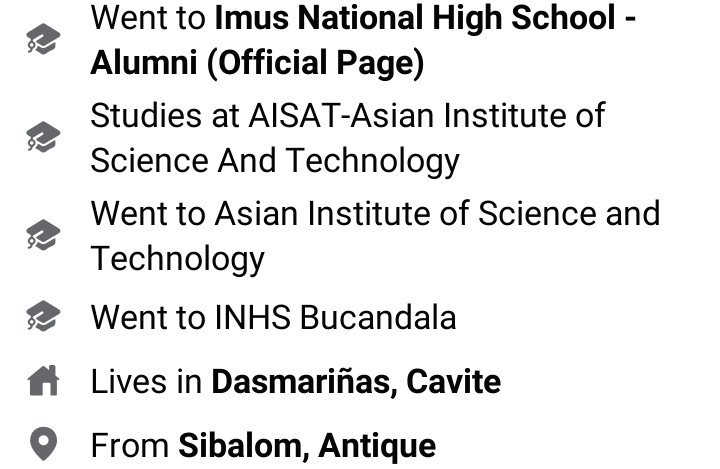 Went to Imus National High School -
Alumni (Official Page)
Studies at AISAT-Asian Institute of
Science And Technology
Went to Asian Institute of Science and
Technology
Went to INHS Bucandala
Lives in Dasmariñas, Cavite
From Sibalom, Antique